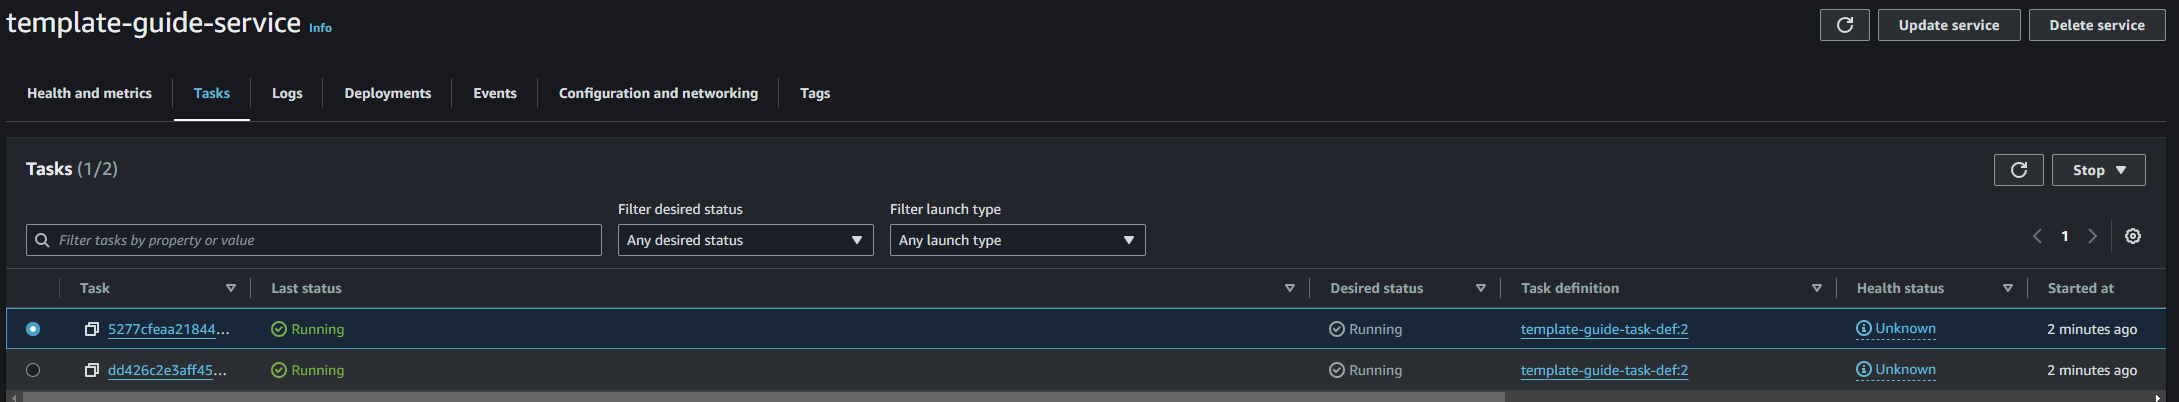 template-guide-service Info
Update service Delete service
Health and metrics Tasks Logs Deployments Events Configuration and networking Tags
Tasks (1/2)
Stop
Filter desired status Filter launch type
Filter tasks by property or value Any desired status Any launch type 1
Task Last status Desired status Task definition Health status Started at
5277cfeaa21844... Running Running template-guide-task-def:2 Unknown 2 minutes ago
dd426c2e3aff45... Running Running template-guide-task-def:2 Unknown 2 minutes ago